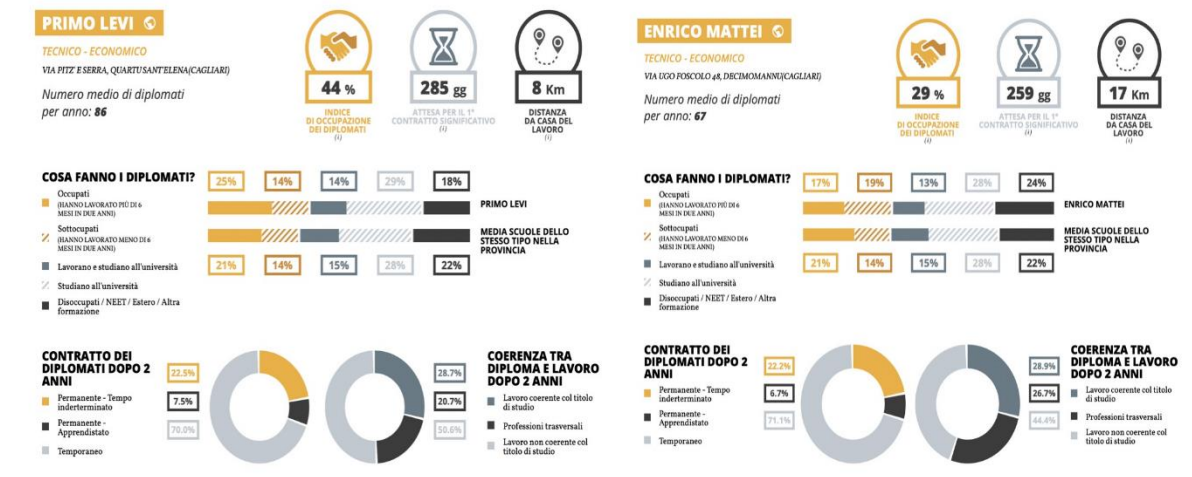 PRIMO LEVI
TECNICO - ECONOMICO
VIA PITZ' E SERRA, QUARTU SANT'ELENA(CAGLIARI)
Numero medio di diplomati
per anno: 86
44 %
INDICE
DI OCCUPAZIONE
DEI DIPLOMATI
(i)
285 gg
ATTESA PER IL 1°
CONTRATTO SIGNIFICATIVO
(i)
8 Km
DISTANZA
DA CASA DEL
LAVORO
(i)
COSA FANNO I DIPLOMATI?
Occupati
(HANNO LAVORATO PIÙ DI 6
MESI IN DUE ANNI)
Sottocupati
(HANNO LAVORATO MENO DI 6
MESI IN DUE ANNI)
Lavorano e studiano all'università
Studiano all'università
Disoccupati / NEET / Estero / Altra
formazione
25% 14% 14% 29% 18%
PRIMO LEVI
MEDIA SCUOLE DELLO
STESSO TIPO NELLA
PROVINCIA
21% 14% 15% 28% 22%
CONTRATTO DEI
DIPLOMATI DOPO 2
ANNI
Permanente - Tempo
inderterminato
Permanente -
Apprendistato
Temporaneo
22.5%
7.5%
70.0%
28.7%
20.7%
50.6%
COERENZA TRA
DIPLOMA E LAVORO
DOPO 2 ANNI
Lavoro coerente col titolo
di studio
Professioni trasversali
Lavoro non coerente col
titolo di studio
ENRICO MATTEI
TECNICO - ECONOMICO
VIA UGO FOSCOLO 48, DECIMOMANNU(CAGLIARI)
Numero medio di diplomati
per anno: 67
29 %
INDICE
DI OCCUPAZIONE
DEI DIPLOMATI
(i)
259 gg
ATTESA PER IL 1°
CONTRATTO SIGNIFICATIVO
(i)
17 Km
DISTANZA
DA CASA DEL
LAVORO
(i)
COSA FANNO I DIPLOMATI?
Occupati
(HANNO LAVORATO PIÙ DI 6
MESI IN DUE ANNI)
Sottocupati
(HANNO LAVORATO MENO DI 6
MESI IN DUE ANNI)
Lavorano e studiano all'università
Studiano all'università
Disoccupati / NEET / Estero / Altra
formazione
17% 19% 13% 28% 24%
ENRICO MATTEI
MEDIA SCUOLE DELLO
STESSO TIPO NELLA
PROVINCIA
21% 14% 15% 28% 22%
CONTRATTO DEI
DIPLOMATI DOPO 2
ANNI
Permanente - Tempo
inderterminato
Permanente -
Apprendistato
Temporaneo
22.2%
6.7%
71.1%
28.9%
26.7%
44.4%
COERENZA TRA
DIPLOMA E LAVORO
DOPO 2 ANNI
Lavoro coerente col titolo
di studio
Professioni trasversali
Lavoro non coerente col
titolo di studio